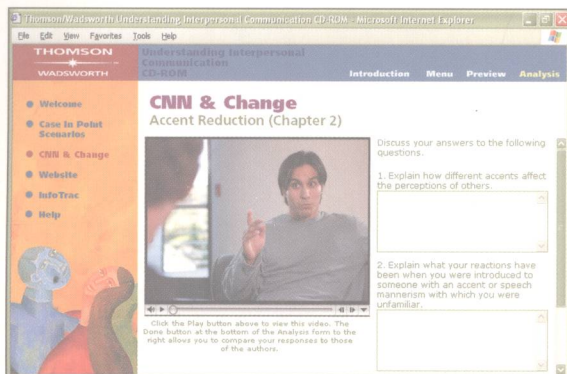 Thomson/Wadsworth Understanding Interpersonal Communication CD-ROM - Microsoft Internet Explorer
File Edit View Favorites Tools Help
THOMSON
WADSWORTH
Understanding Interpersonal
Communication
CD-ROM
Introduction Menu Preview Analysis
Welcome
Case In Point
Scenarios
CNN & Change
Website
InfoTrac
Help
CNN & Change
Accent Reduction (Chapter 2)
Click the Play button above to view this video. The
Done button at the bottom of the Analysis form to the
right allows you to compare your responses to those
of the authors.
Discuss your answers to the following
questions.
1. Explain how different accents affect
the perceptions of others.
2. Explain what your reactions have
been when you were introduced to
someone with an accent or speech
mannerism with which you were
unfamiliar.